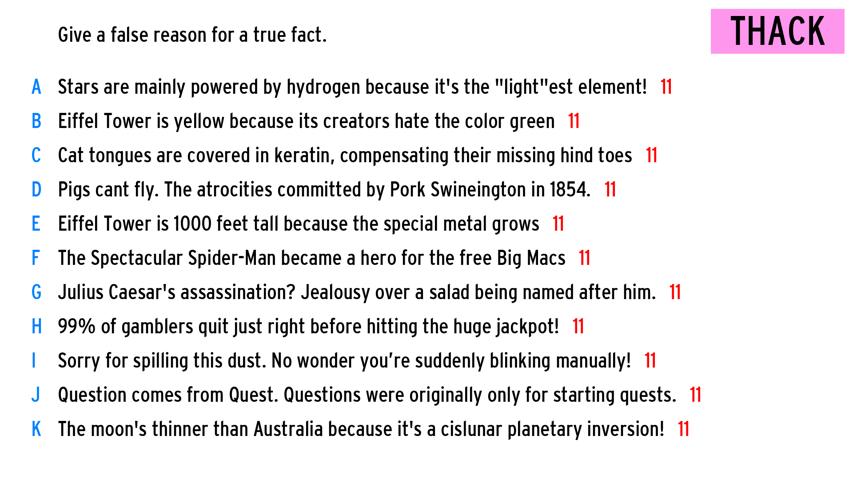 Give a false reason for a true fact.
THACK
A Stars are mainly powered by hydrogen because it's the "light"est element! 11
B Eiffel Tower is yellow because its creators hate the color green 11
C Cat tongues are covered in keratin, compensating their missing hind toes 11
D Pigs cant fly. The atrocities committed by Pork Swineington in 1854. 11
E Eiffel Tower is 1000 feet tall because the special metal grows 11
F The Spectacular Spider-Man became a hero for the free Big Macs 11
G Julius Caesar's assassination? Jealousy over a salad being named after him. 11
H 99% of gamblers quit just right before hitting the huge jackpot! 11
I Sorry for spilling this dust. No wonder you’re suddenly blinking manually! 11
J Question comes from Quest. Questions were originally only for starting quests. 11
K The moon's thinner than Australia because it's a cislunar planetary inversion! 11